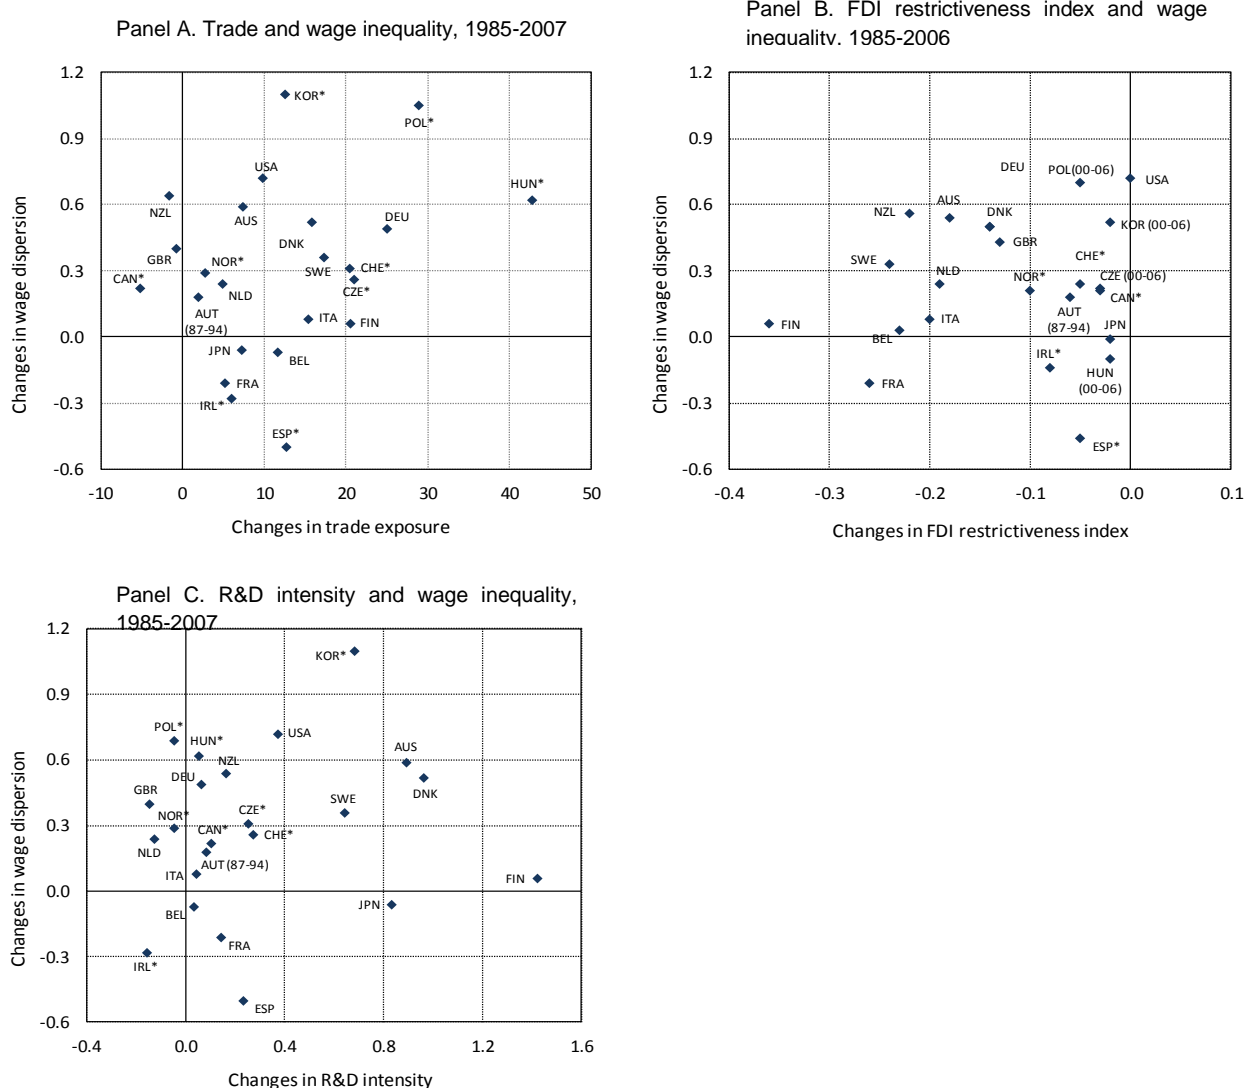 Panel A. Trade and wage inequality, 1985-2007
1.2
0.9
0.6
0.3
0.0
-0.3
-0.6
-10
0
10
20
30
40
50
Changes in wage dispersion
Changes in trade exposure
KOR*
POL*
USA
HUN*
NZL
AUS
DEU
DNK
GBR
NOR*
SWE
CHE*
CAN*
CZE*
NLD
AUT
(87-94)
ITA
FIN
JPN
BEL
FRA
IRL*
ESP*
Panel B. FDI restrictiveness index and wage
inequality, 1985-2006
1.2
0.9
0.6
0.3
0.0
-0.3
-0.6
-0.4
-0.3
-0.2
-0.1
0.0
0.1
Changes in wage dispersion
Changes in FDI restrictiveness index
DEU
POL(00-06)
USA
AUS
NZL
DNK
KOR (00-06)
GBR
SWE
CHE*
NLD
NOR*
CZE (00-06)
CAN*
AUT
(87-94)
FIN
ITA
JPN
BEL
IRL*
HUN
(00-06)
FRA
ESP*
Panel C. R&D intensity and wage inequality,
1985-2007
1.2
0.9
0.6
0.3
0.0
-0.3
-0.6
-0.4
0.0
0.4
0.8
1.2
1.6
Changes in wage dispersion
Changes in R&D intensity
KOR*
POL*
USA
HUN*
AUS
NZL
DEU
GBR
DNK
SWE
NOR*
CZE*
CAN*
CHE*
NLD
AUT (87-94)
ITA
FIN
JPN
BEL
FRA
IRL*
ESP